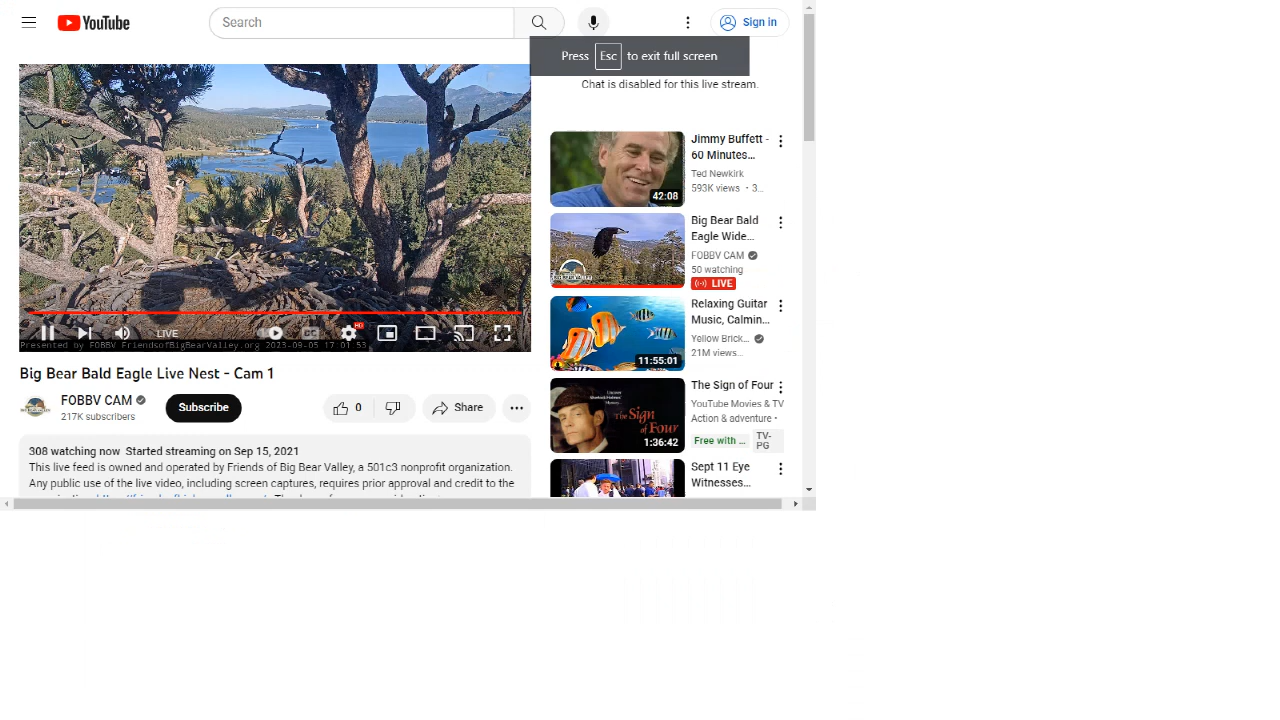 YouTube
Search
Sign in
Press Esc to exit full screen
Chat is disabled for this live stream.
LIVE
HD
Presented by FOBBV FriendsofBigBearValley.org 2023-09-05 17 01 53
Big Bear Bald Eagle Live Nest - Cam 1
FOBBV CAM
217K subscribers
Subscribe
0
Share
308 watching now Started streaming on Sep 15, 2021
This live feed is owned and operated by Friends of Big Bear Valley, a 501c3 nonprofit organization.
Any public use of the live video, including screen captures, requires prior approval and credit to the
42:08
Jimmy Buffett -
60 Minutes...
Ted Newkirk
593K views • 3...
Big Bear Bald
Eagle Wide...
FOBBV CAM
50 watching
LIVE
11:55:01
Relaxing Guitar
Music, Calmin...
Yellow Brick...
21M views...
The Sign of Four
1:36:42
The Sign of Four
YouTube Movies & TV
Action & adventure •
Free with ...
TV-
PG
Sept 11 Eye
Witnesses...